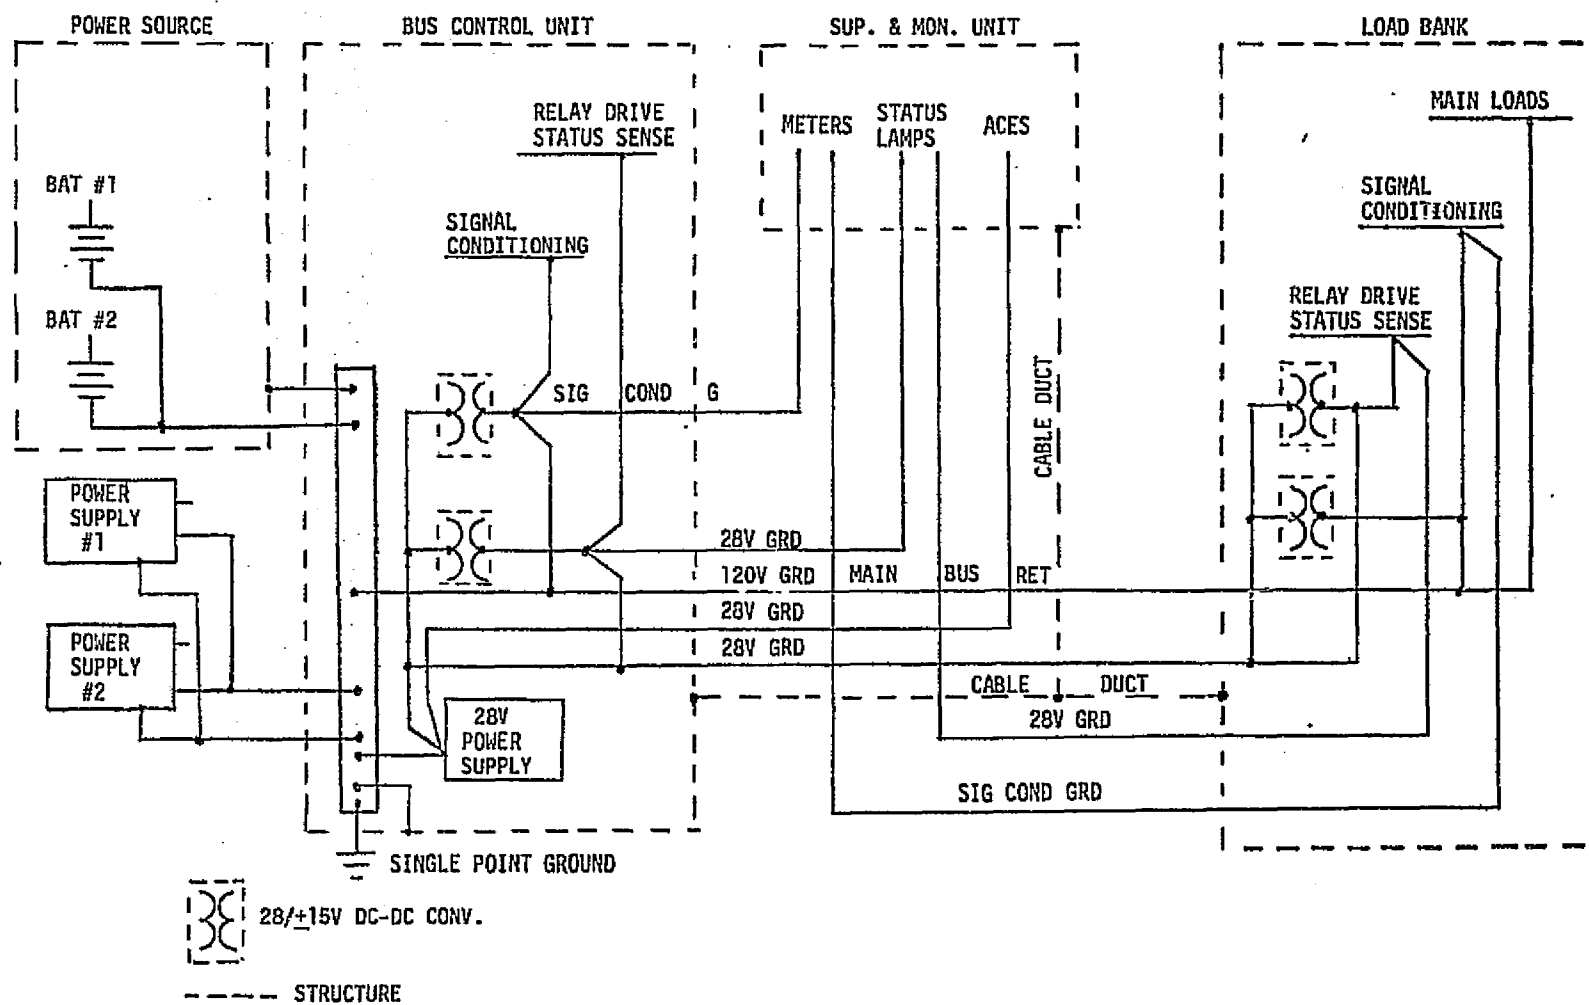 POWER SOURCE
BUS CONTROL UNIT
SUP. & MON. UNIT
LOAD BANK
MAIN LOADS
RELAY DRIVE
STATUS SENSE
METERS
STATUS
LAMPS
ACES
BAT #1
SIGNAL
CONDITIONING
SIGNAL
CONDITIONING
BAT #2
RELAY DRIVE
STATUS SENSE
SIG COND G
CABLE DUCT
POWER
SUPPLY
#1
28V GRD
120V GRD MAIN BUS RET
28V GRD
28V GRD
POWER
SUPPLY
#2
CABLE DUCT
28V
POWER
SUPPLY
28V GRD
SIG COND GRD
SINGLE POINT GROUND
28/±15V DC-DC CONV.
STRUCTURE